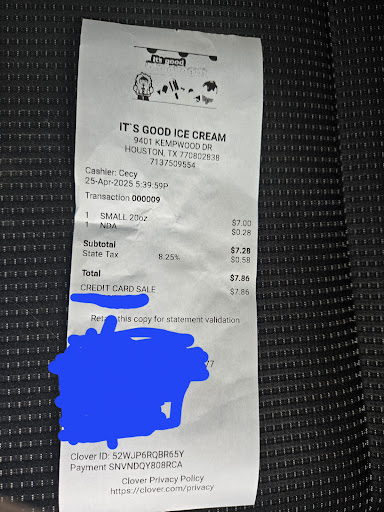 It's good
IT`S GOOD ICE CREAM
9401 KEMPWOOD DR
HOUSTON, TX 770802838
7137509554
Cashier: Cecy
25-Apr-2025 5:39:59P
Transaction 000009
1 SMALL 20oz $7.00
1 NPA $0.28
Subtotal $7.28
State Tax 8.25% $0.58
Total $7.86
CREDIT CARD SALE $7.86
this copy for statement validation
Clover ID: 52WJP6RQBR65Y
Payment SNVNDQY808RCA
Clover Privacy Policy
https://clover.com/privacy